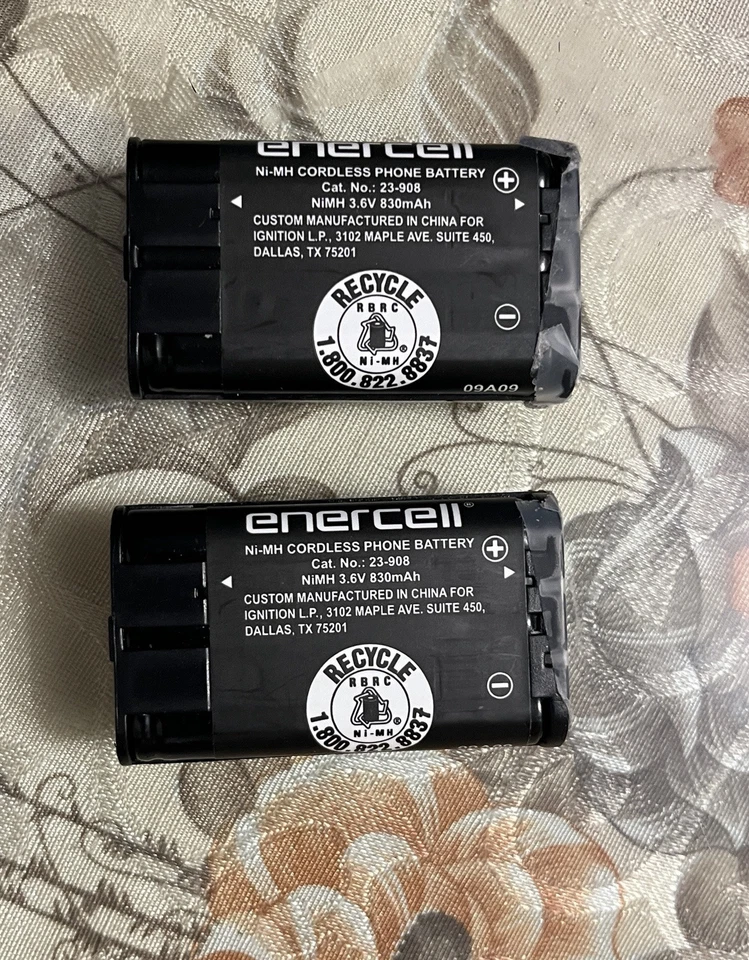 enercell
Ni-MH CORDLESS PHONE BATTERY
Cat. No.: 23-908
NiMH 3.6V 830mAh
CUSTOM MANUFACTURED IN CHINA FOR
IGNITION L.P., 3102 MAPLE AVE. SUITE 450,
DALLAS, TX 75201
+
RECYCLE
RBRC
®
Ni-MH
1.800.822.8837
−
09A09
enercell®
Ni-MH CORDLESS PHONE BATTERY
Cat. No.: 23-908
NiMH 3.6V 830mAh
CUSTOM MANUFACTURED IN CHINA FOR
IGNITION L.P., 3102 MAPLE AVE. SUITE 450,
DALLAS, TX 75201
+
RECYCLE
RBRC
®
Ni-MH
1.800.822.8837
−